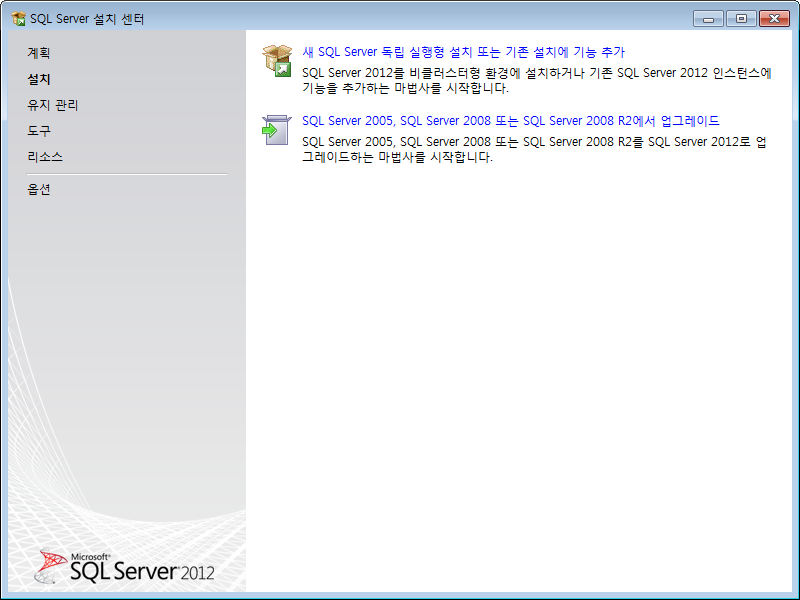 SQL Server 설치 센터
계획
설치
유지 관리
도구
리소스
옵션
새 SQL Server 독립 실행형 설치 또는 기존 설치에 기능 추가
SQL Server 2012를 비클러스터형 환경에 설치하거나 기존 SQL Server 2012 인스턴스에
기능을 추가하는 마법사를 시작합니다.
SQL Server 2005, SQL Server 2008 또는 SQL Server 2008 R2에서 업그레이드
SQL Server 2005, SQL Server 2008 또는 SQL Server 2008 R2를 SQL Server 2012로 업
그레이드하는 마법사를 시작합니다.
Microsoft®
SQL Server® 2012